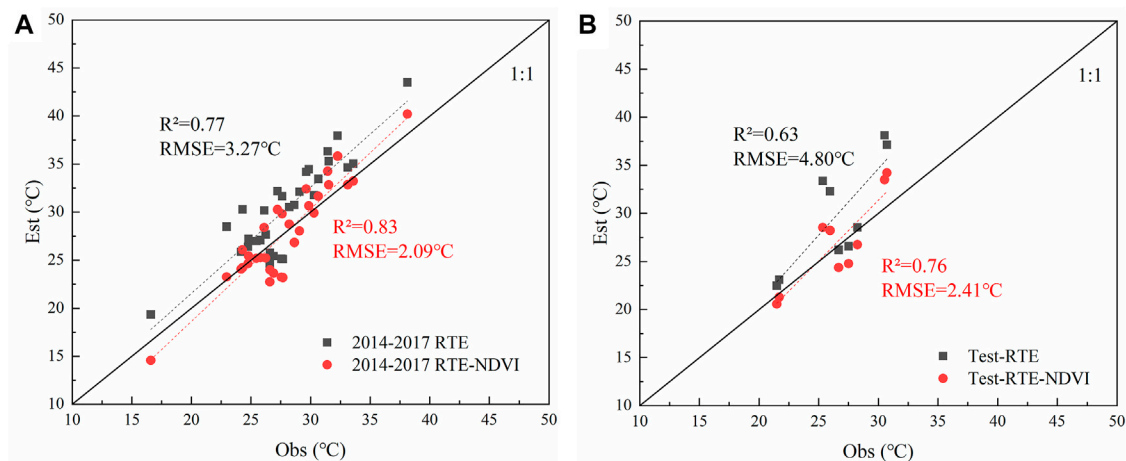 A
50
45
40
35
30
25
20
15
10
10
15
20
25
30
35
40
45
50
Est (℃)
Obs (℃)
1:1
R²=0.77
RMSE=3.27℃
R²=0.83
RMSE=2.09℃
2014-2017 RTE
2014-2017 RTE-NDVI
B
50
45
40
35
30
25
20
15
10
10
15
20
25
30
35
40
45
50
Est (℃)
Obs (℃)
1:1
R²=0.63
RMSE=4.80℃
R²=0.76
RMSE=2.41℃
Test-RTE
Test-RTE-NDVI